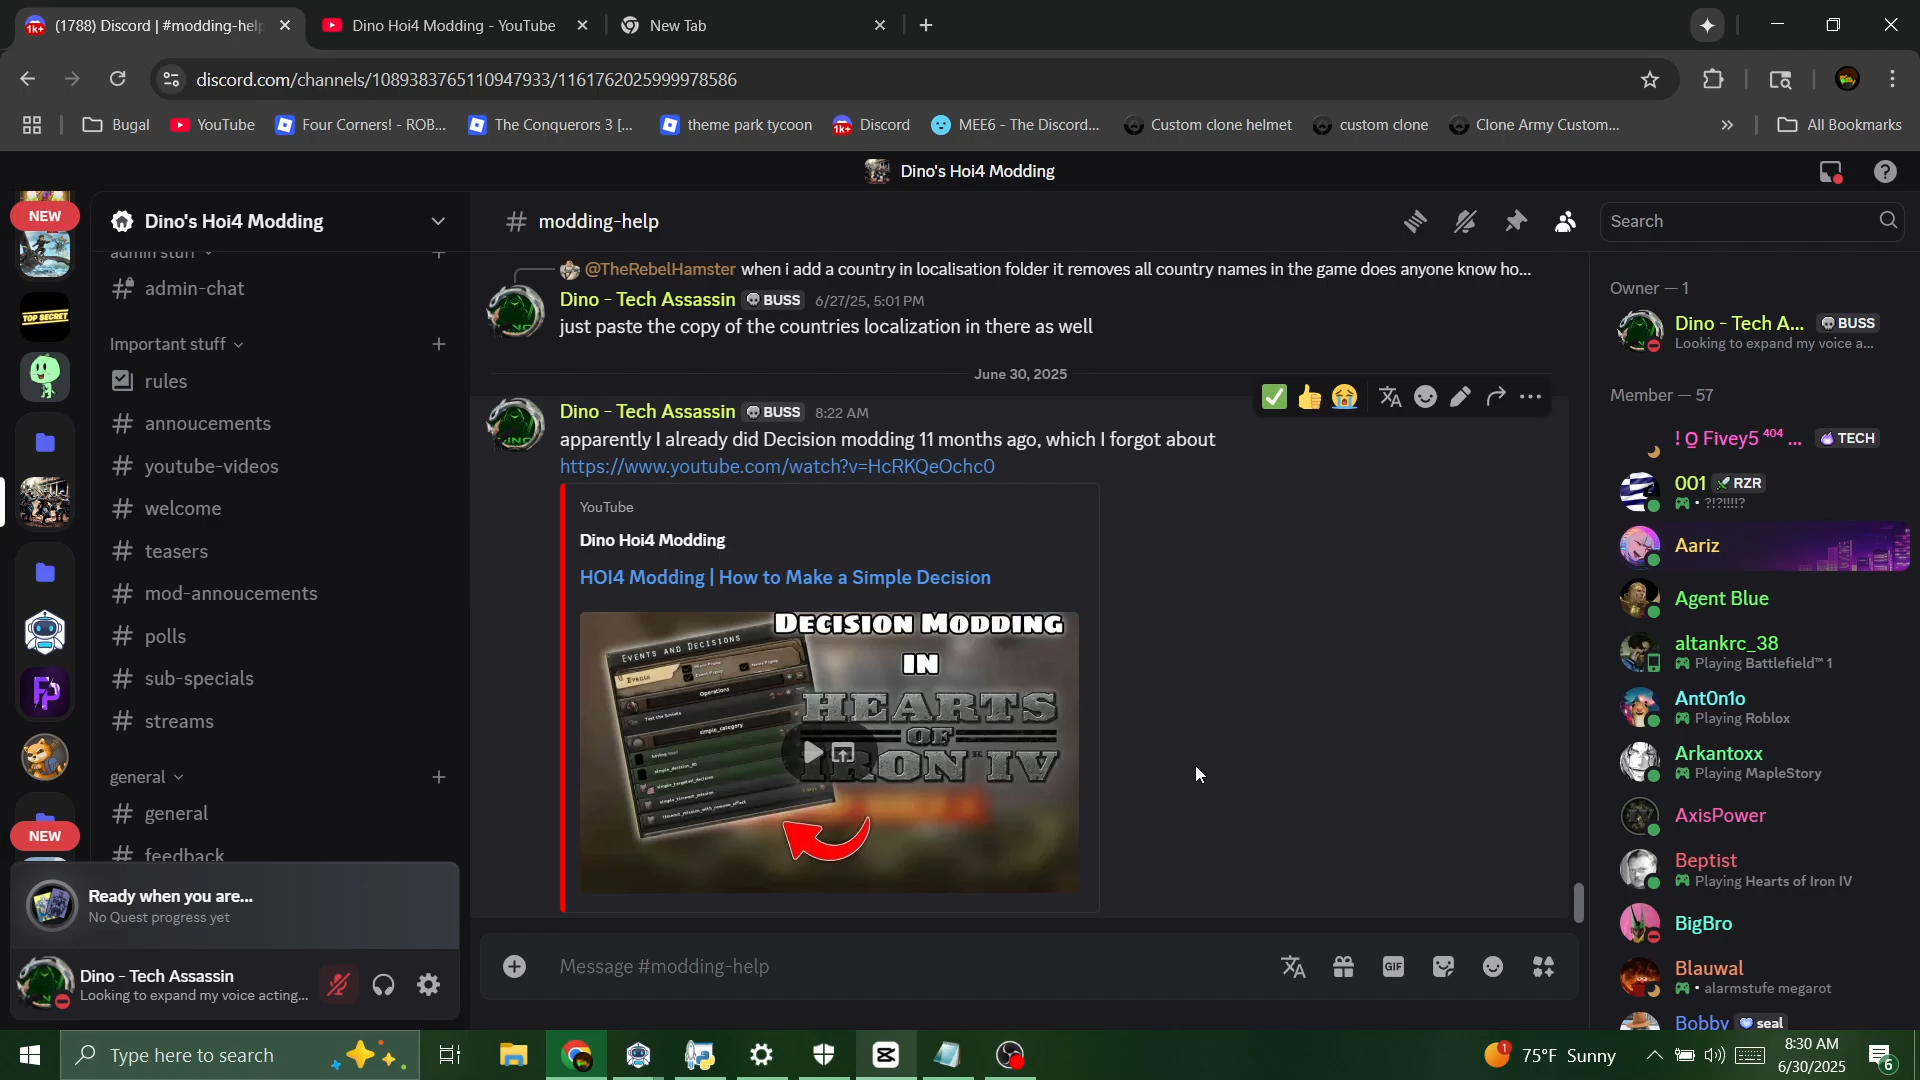 (1788) Discord | #modding-hel
Dino Hoi4 Modding - YouTube
New Tab
discord.com/channels/1089383765110947933/1161762025999978586
Bugal
YouTube
Four Corners! - ROB...
The Conquerors 3 [...
theme park tycoon
Discord
MEE6 - The Discord...
Custom clone helmet
custom clone
Clone Army Custom...
All Bookmarks
Dino's Hoi4 Modding
NEW
TOP SECRET
NEW
Dino's Hoi4 Modding
admin stuff
admin-chat
Important stuff
rules
annoucements
youtube-videos
welcome
teasers
mod-annoucements
polls
sub-specials
streams
general
general
feedback
Ready when you are...
No Quest progress yet
Dino - Tech Assassin
Looking to expand my voice acting...
modding-help
Search
@TheRebelHamster when i add a country in localisation folder it removes all country names in the game does anyone know ho...
Dino - Tech Assassin BUSS 6/27/25, 5:01 PM
just paste the copy of the countries localization in there as well
June 30, 2025
Dino - Tech Assassin BUSS 8:22 AM
apparently I already did Decision modding 11 months ago, which I forgot about
https://www.youtube.com/watch?v=HcRKQeOchc0
YouTube
Dino Hoi4 Modding
HOI4 Modding | How to Make a Simple Decision
DECISION MODDING
IN
HEARTS
OF
IRON IV
EVENTS AND DECISIONS
Events
Operations
simple_category
Message #modding-help
GIF
Owner — 1
Dino - Tech A... BUSS
Looking to expand my voice a...
Member — 57
! Q Fivey5 ⁴⁰⁴ ... TECH
001 RZR
• ?!?!!!!?
Aariz
Agent Blue
altankrc_38
Playing Battlefield™ 1
Ant0n1o
Playing Roblox
Arkantoxx
Playing MapleStory
AxisPower
Beptist
Playing Hearts of Iron IV
BigBro
Blauwal
• alarmstufe megarot
Bobby seal
Type here to search
75°F Sunny
8:30 AM
6/30/2025
6